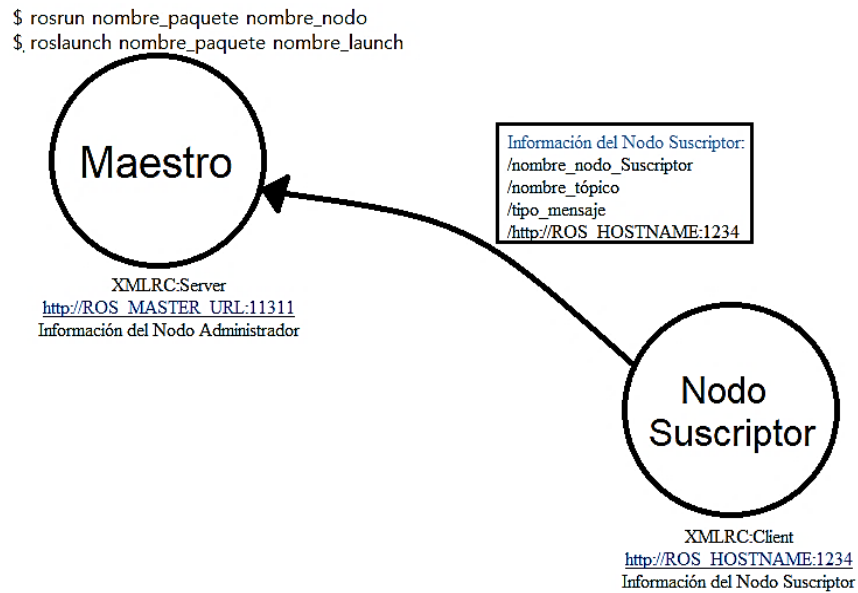 $ rosrun nombre_paquete nombre_nodo
$ roslaunch nombre_paquete nombre_launch
Maestro
XMLRC:Server
http://ROS_MASTER_URL:11311
Información del Nodo Administrador
Información del Nodo Suscriptor:
/nombre_nodo_Suscriptor
/nombre_tópico
/tipo_mensaje
/http://ROS_HOSTNAME:1234
Nodo
Suscriptor
XMLRC:Client
http://ROS_HOSTNAME:1234
Información del Nodo Suscriptor